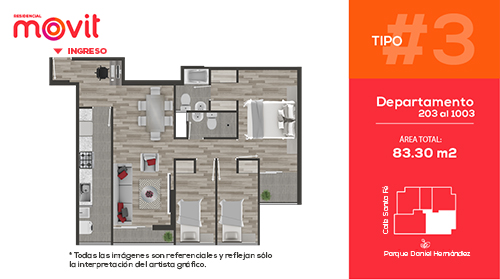 RESIDENCIAL
movit
INGRESO
TIPO
#3
Departamento
203 al 1003
ÁREA TOTAL:
83.30 m2
Calle Santa Fé
Parque Daniel Hernández
* Todas las imágenes son referenciales y reflejan sólo
la interpretación del artista gráfico.